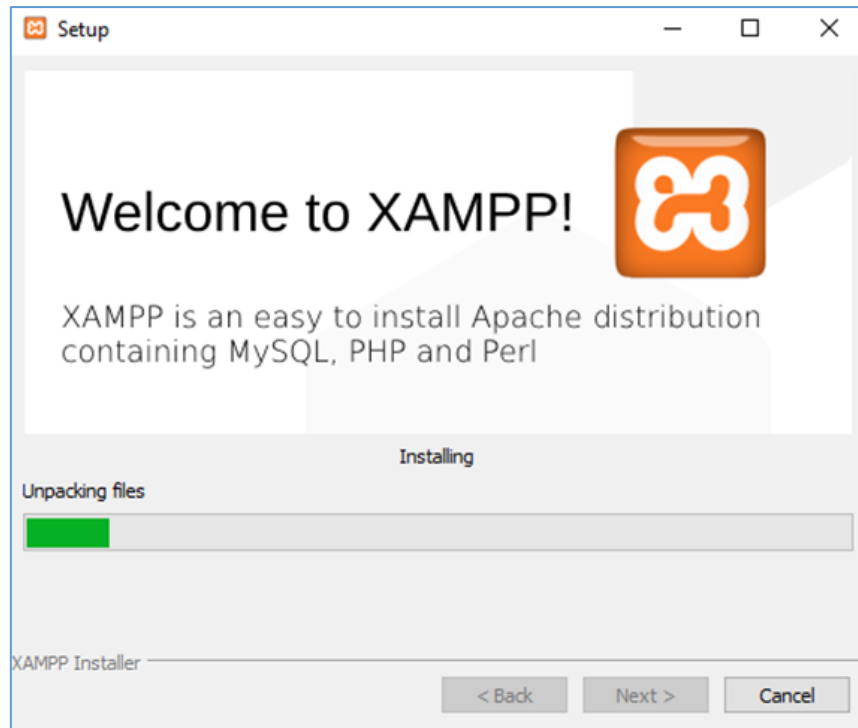 Setup
Welcome to XAMPP!
XAMPP is an easy to install Apache distribution
containing MySQL, PHP and Perl
Installing
Unpacking files
XAMPP Installer
< Back
Next >
Cancel